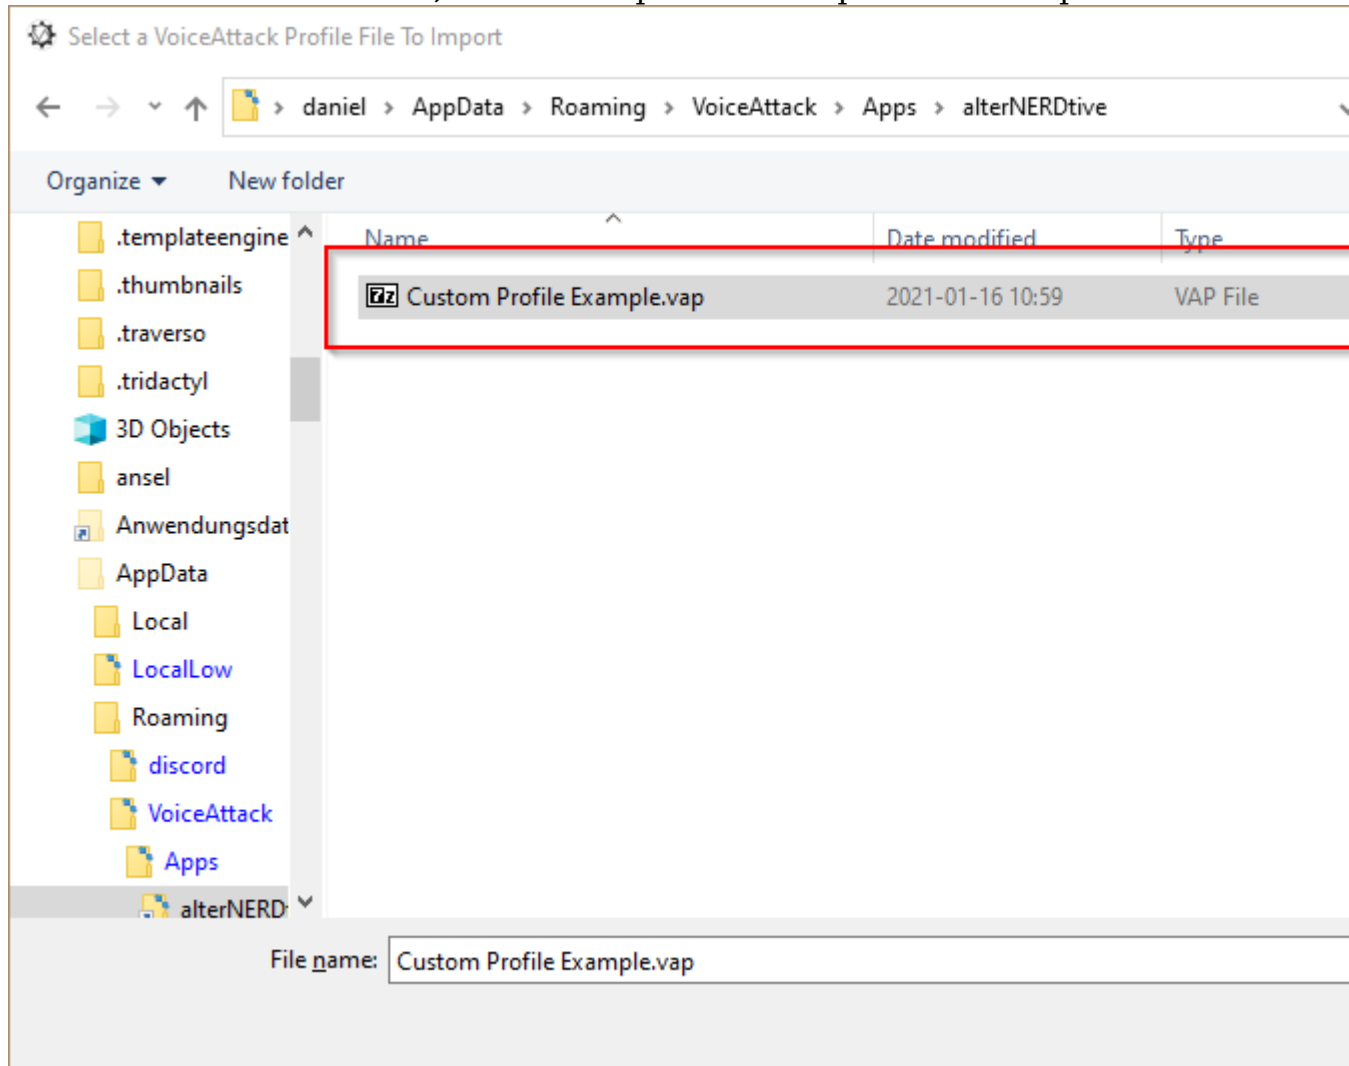 Select a VoiceAttack Profile File To Import
daniel > AppData > Roaming > VoiceAttack > Apps > alterNERDtive
Organize New folder
Name Date modified Type
Custom Profile Example.vap 2021-01-16 10:59 VAP File
.templateengine
.thumbnails
.traverso
.tridactyl
3D Objects
ansel
Anwendungsdat
AppData
Local
LocalLow
Roaming
discord
VoiceAttack
Apps
alterNERD
File name: Custom Profile Example.vap